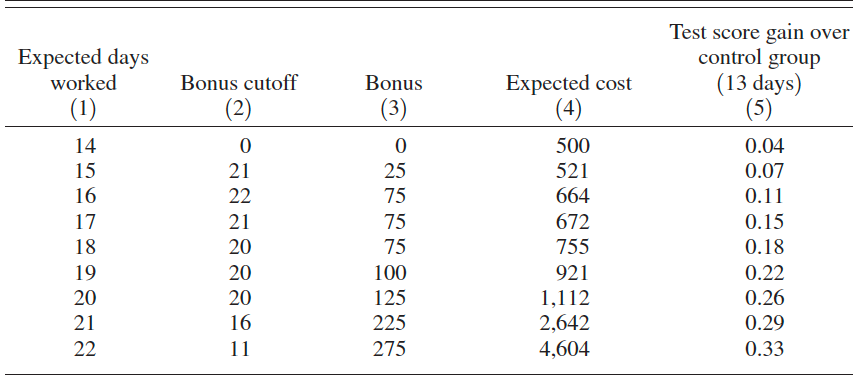 Test score gain over
Expected days control group
worked Bonus cutoff Bonus Expected cost (13 days)
(1) (2) (3) (4) (5)
14 0 0 500 0.04
15 21 25 521 0.07
16 22 75 664 0.11
17 21 75 672 0.15
18 20 75 755 0.18
19 20 100 921 0.22
20 20 125 1,112 0.26
21 16 225 2,642 0.29
22 11 275 4,604 0.33